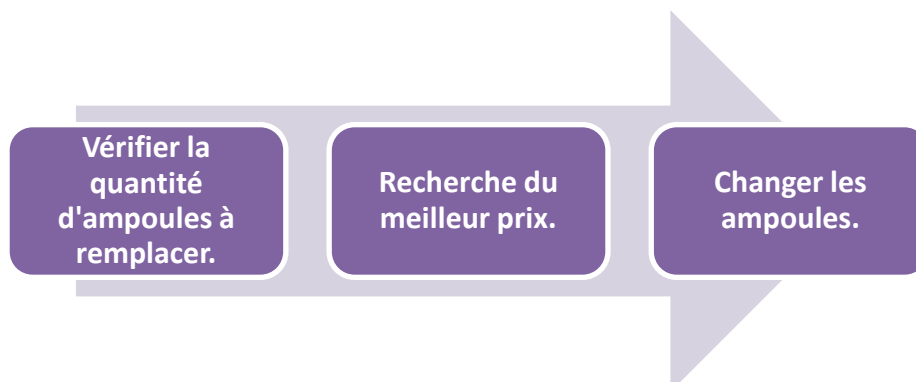 Vérifier la
quantité
d'ampoules à
remplacer.
Recherche du
meilleur prix.
Changer les
ampoules.